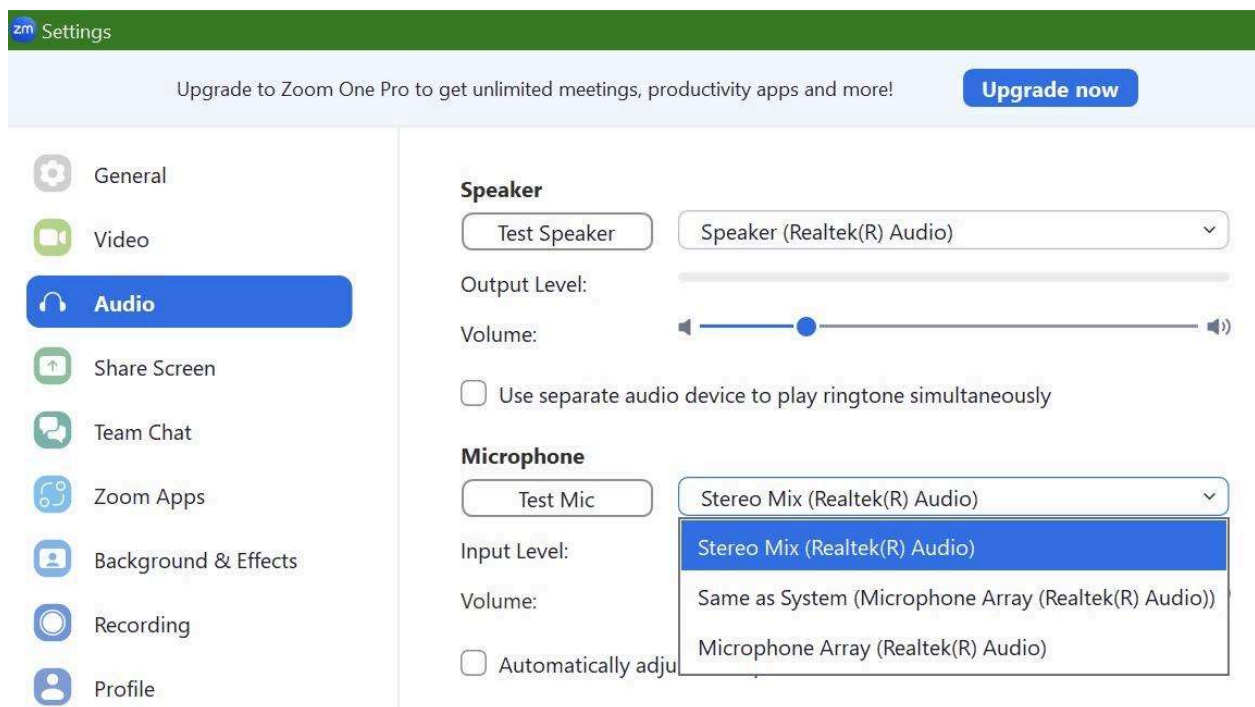 zm Settings
Upgrade to Zoom One Pro to get unlimited meetings, productivity apps and more! Upgrade now
General
Video
Audio
Share Screen
Team Chat
Zoom Apps
Background & Effects
Recording
Profile
Speaker
Test Speaker Speaker (Realtek(R) Audio)
Output Level:
Volume:
Use separate audio device to play ringtone simultaneously
Microphone
Test Mic Stereo Mix (Realtek(R) Audio)
Input Level:
Volume:
Stereo Mix (Realtek(R) Audio)
Same as System (Microphone Array (Realtek(R) Audio))
Microphone Array (Realtek(R) Audio)
Automatically adju